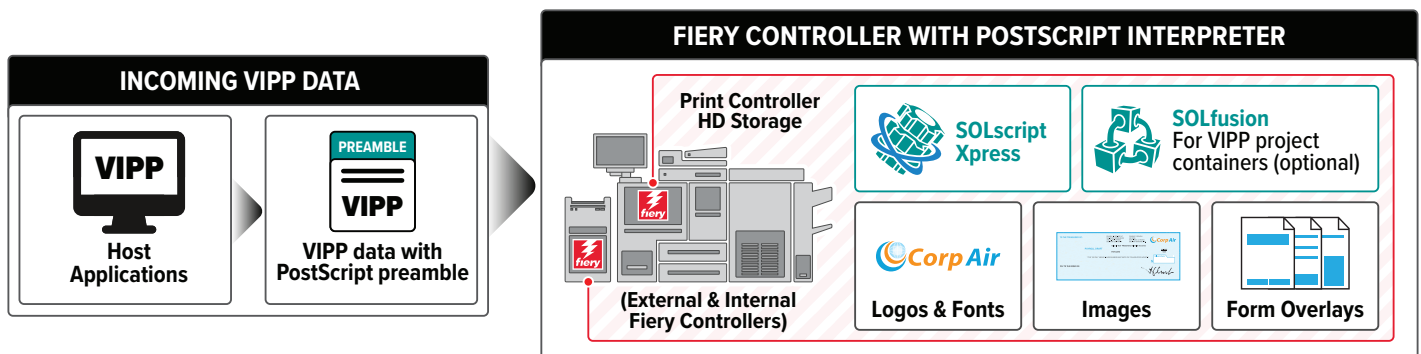 INCOMING VIPP DATA
VIPP
Host
Applications
PREAMBLE
VIPP
VIPP data with
PostScript preamble
FIERY CONTROLLER WITH POSTSCRIPT INTERPRETER
Print Controller
HD Storage
fiery
fiery
(External & Internal
Fiery Controllers)
SOLscript
Xpress
SOLfusion
For VIPP project
containers (optional)
Corp Air
Logos & Fonts
Corp Air
Images
Form Overlays